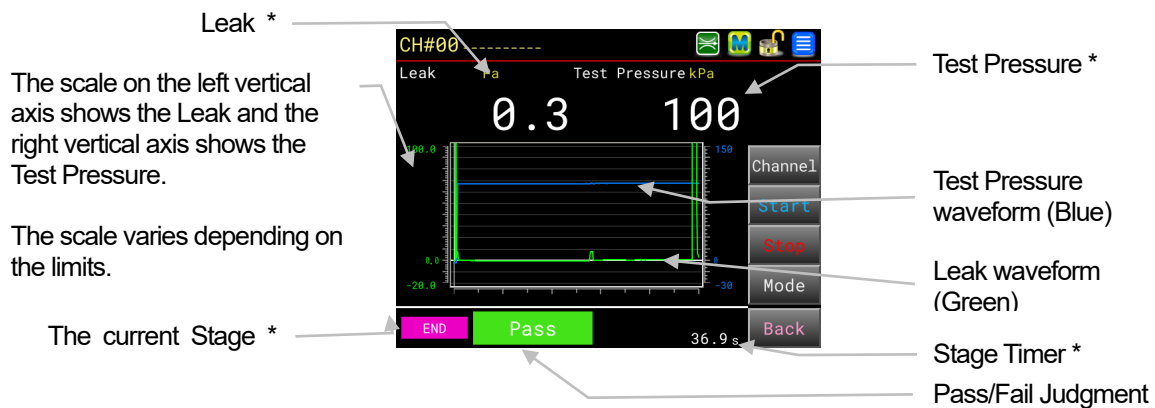 Leak *
The scale on the left vertical
axis shows the Leak and the
right vertical axis shows the
Test Pressure.
The scale varies depending on
the limits.
The current Stage *
CH#00 ---------
M
Leak Pa Test Pressure kPa
0.3 100
100.0 150
0.0 0
-20.0 -30
Channel
Start
Stop
Mode
Back
END Pass 36.9 s
Test Pressure *
Test Pressure
waveform (Blue)
Leak waveform
(Green)
Stage Timer *
Pass/Fail Judgment